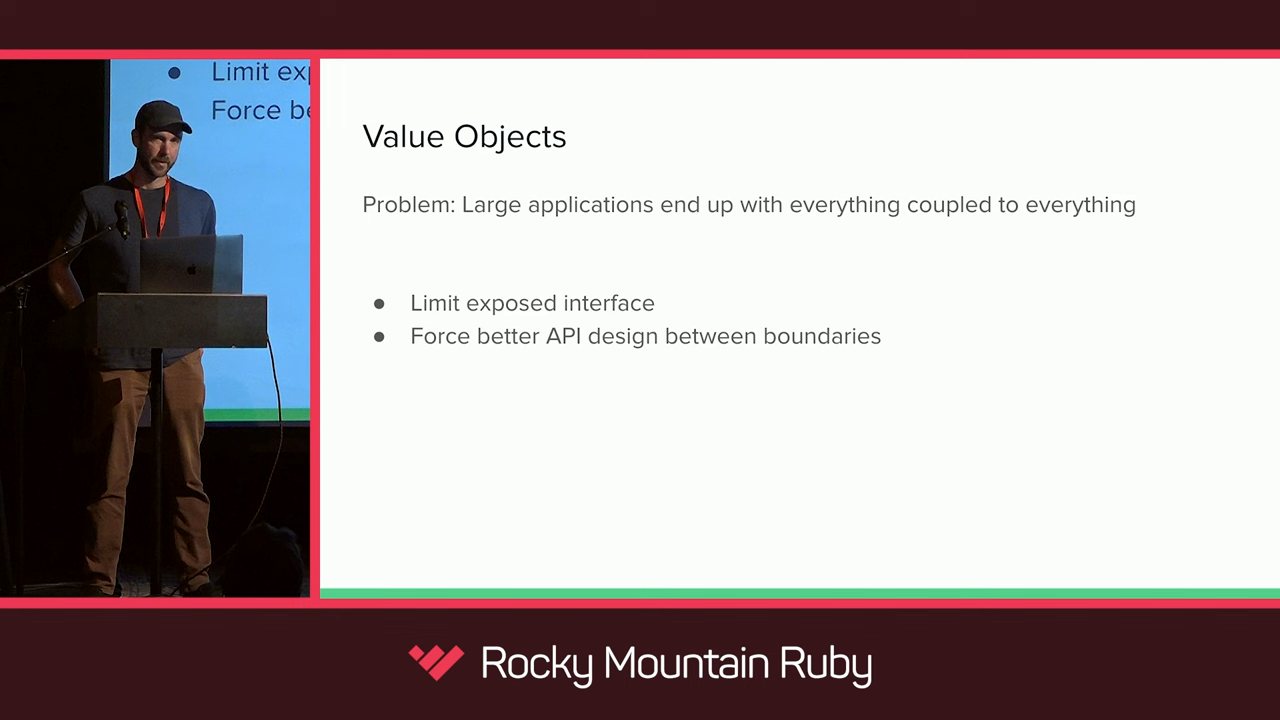 Limit exp
Force be
Value Objects
Problem: Large applications end up with everything coupled to everything
● Limit exposed interface
● Force better API design between boundaries
Rocky Mountain Ruby